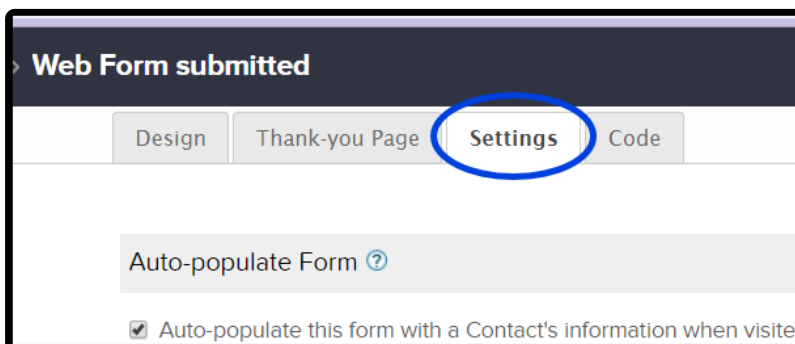 › Web Form submitted
Design Thank-you Page Settings Code
Auto-populate Form ?
Auto-populate this form with a Contact's information when visite